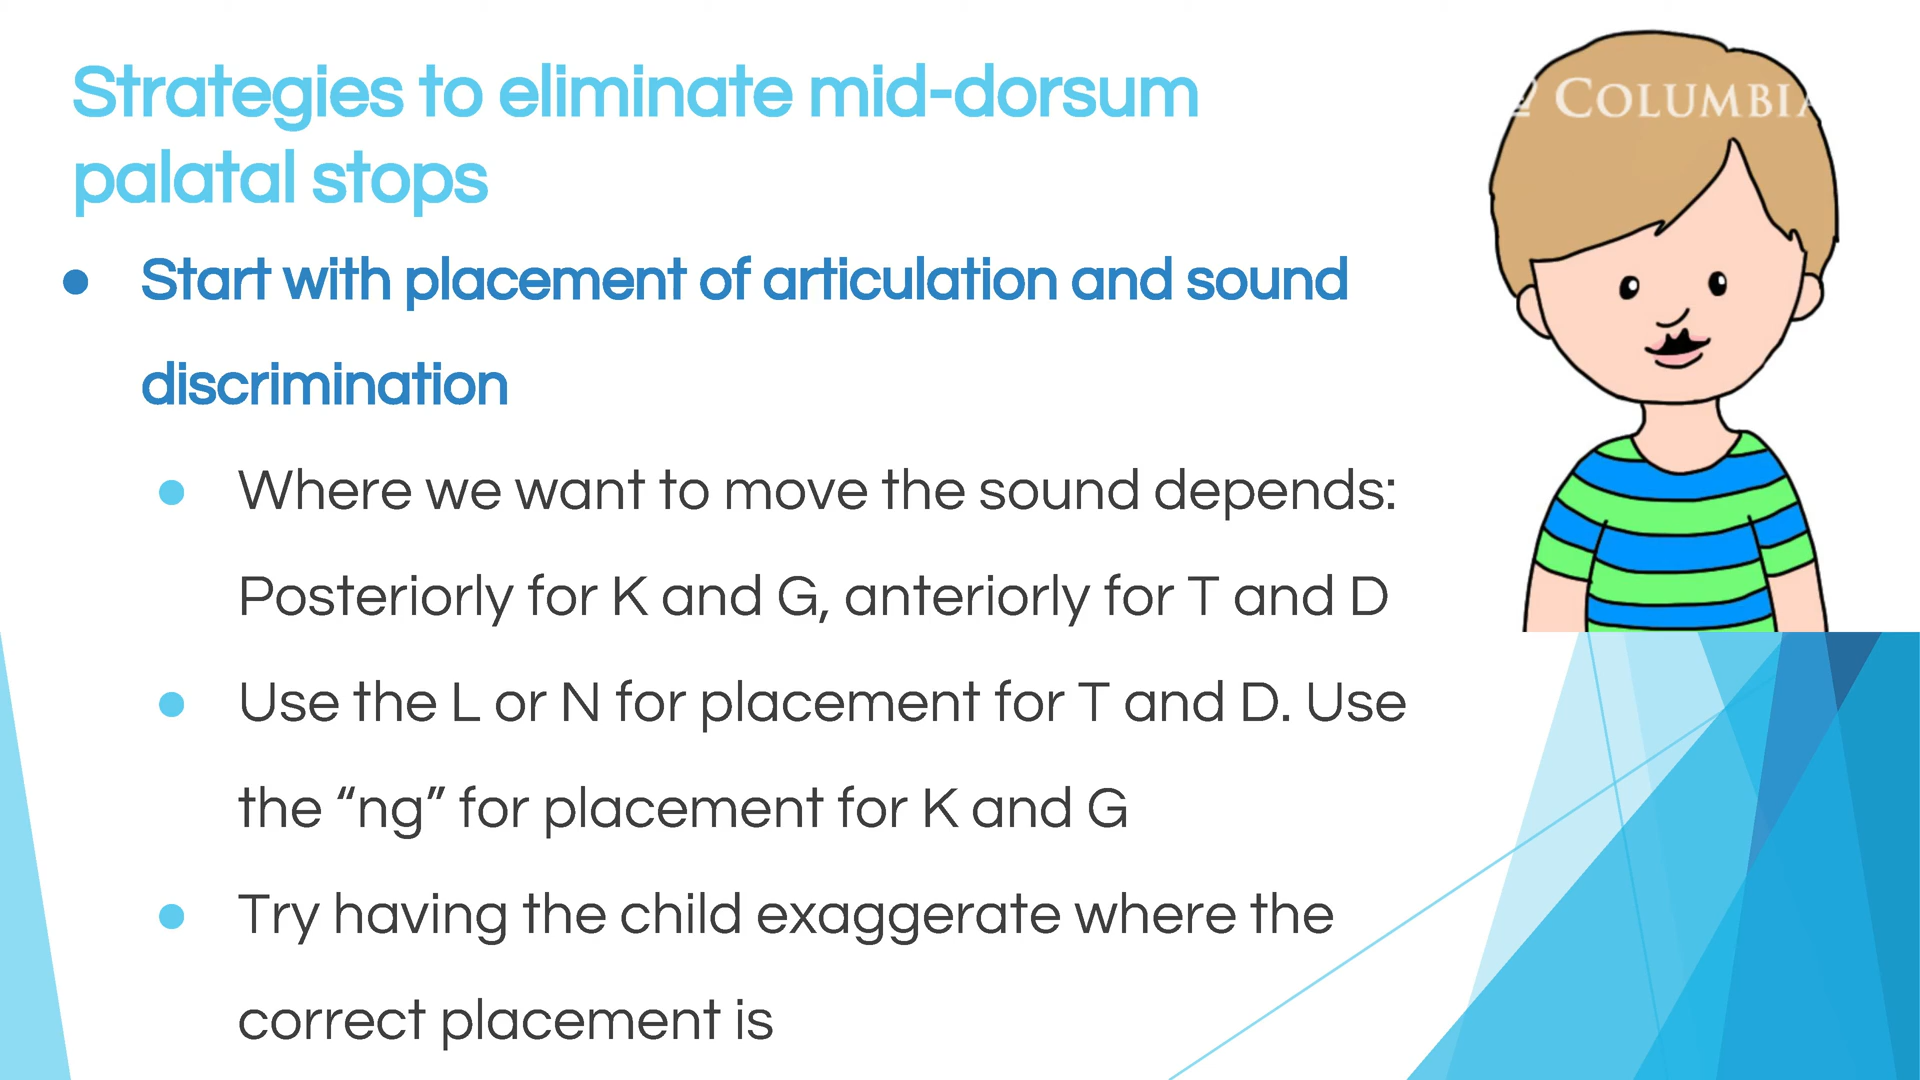 Strategies to eliminate mid-dorsum
palatal stops
COLUMBIA
● Start with placement of articulation and sound
discrimination
● Where we want to move the sound depends:
Posteriorly for K and G, anteriorly for T and D
● Use the L or N for placement for T and D. Use
the “ng” for placement for K and G
● Try having the child exaggerate where the
correct placement is